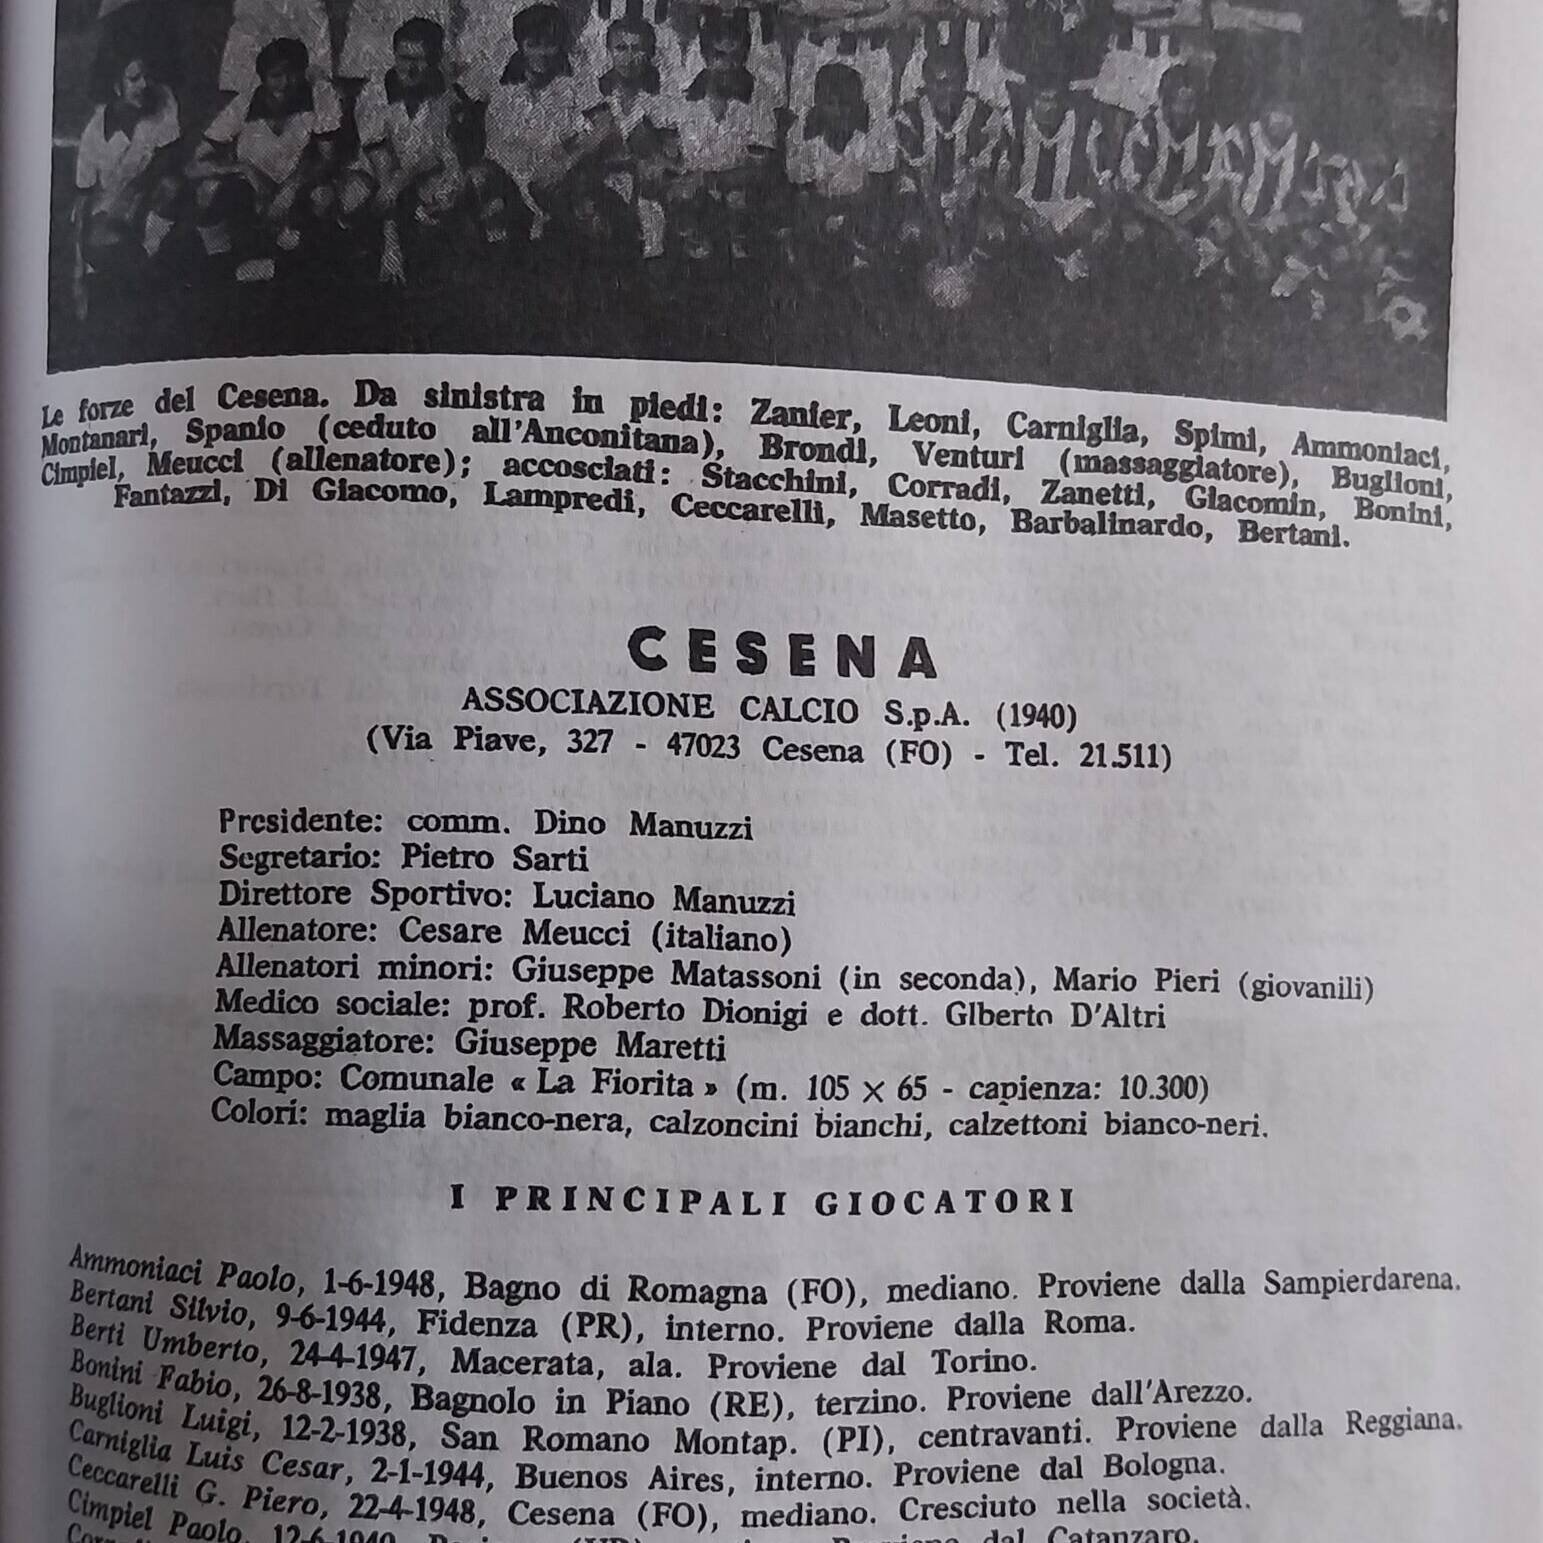 Le forze del Cesena. Da sinistra in piedi: Zanier, Leoni, Carniglia, Spimi, Ammoniaci,
Montanari, Spanio (ceduto all'Anconitana), Brondi, Venturi (massaggiatore), Buglioni,
Cimpiel, Meucci (allenatore); accosciati: Stacchini, Corradi, Zanetti, Giacomin, Bonini,
Fantazzi, Di Giacomo, Lampredi, Ceccarelli, Masetto, Barbalinardo, Bertani.
CESENA
ASSOCIAZIONE CALCIO S.p.A. (1940)
(Via Piave, 327 - 47023 Cesena (FO) - Tel. 21.511)
Presidente: comm. Dino Manuzzi
Segretario: Pietro Sarti
Direttore Sportivo: Luciano Manuzzi
Allenatore: Cesare Meucci (italiano)
Allenatori minori: Giuseppe Matassoni (in seconda), Mario Pieri (giovanili)
Medico sociale: prof. Roberto Dionigi e dott. Glberto D'Altri
Massaggiatore: Giuseppe Maretti
Campo: Comunale « La Fiorita » (m. 105 × 65 - capienza: 10.300)
Colori: maglia bianco-nera, calzoncini bianchi, calzettoni bianco-neri.
I PRINCIPALI GIOCATORI
Ammoniaci Paolo, 1-6-1948, Bagno di Romagna (FO), mediano. Proviene dalla Sampierdarena.
Bertani Silvio, 9-6-1944, Fidenza (PR), interno. Proviene dalla Roma.
Berti Umberto, 24-4-1947, Macerata, ala. Proviene dal Torino.
Bonini Fabio, 26-8-1938, Bagnolo in Piano (RE), terzino. Proviene dall'Arezzo.
Buglioni Luigi, 12-2-1938, San Romano Montap. (PI), centravanti. Proviene dalla Reggiana.
Carniglia Luis Cesar, 2-1-1944, Buenos Aires, interno. Proviene dal Bologna.
Ceccarelli G. Piero, 22-4-1948, Cesena (FO), mediano. Cresciuto nella società.
Cimpiel Paolo, 12-6-1940, dal Catanzaro.